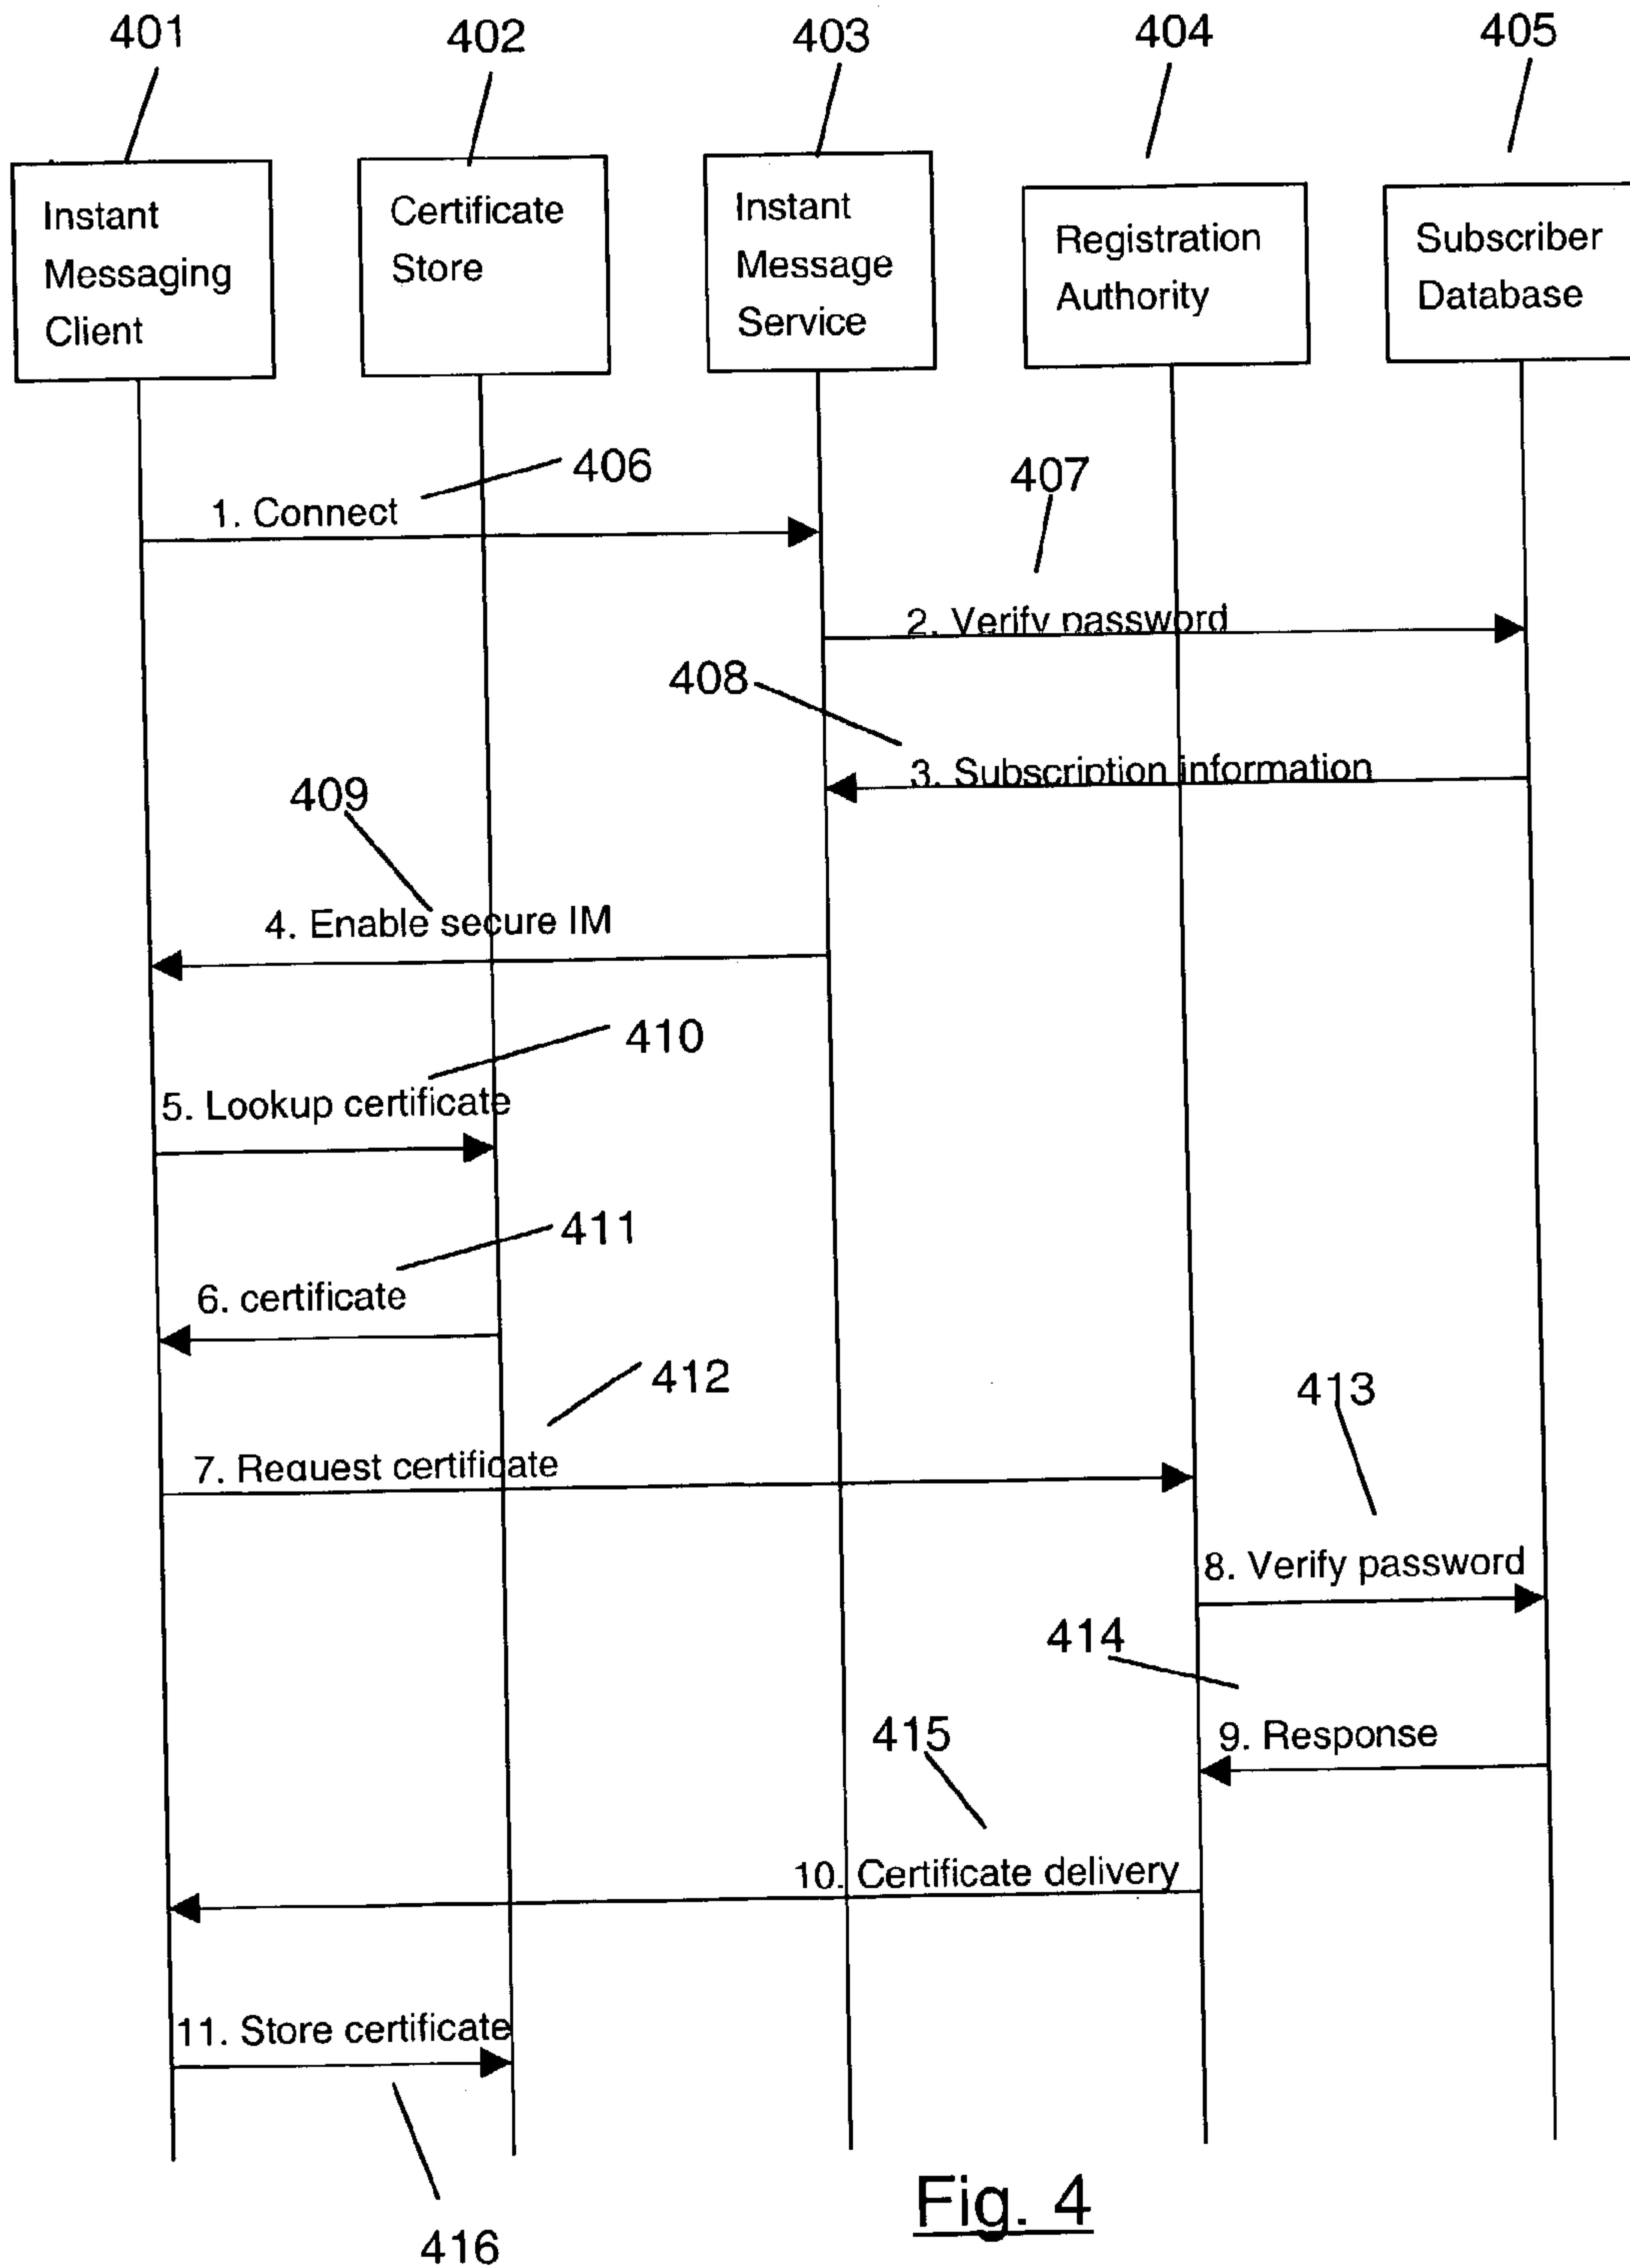 401
402
403
404
405
Instant
Messaging
Client
Certificate
Store
Instant
Message
Service
Registration
Authority
Subscriber
Database
406
1. Connect
407
2. Verify password
408
3. Subscription information
409
4. Enable secure IM
410
5. Lookup certificate
411
6. certificate
412
7. Request certificate
413
8. Verify password
414
9. Response
415
10. Certificate delivery
11. Store certificate
416
Fig. 4